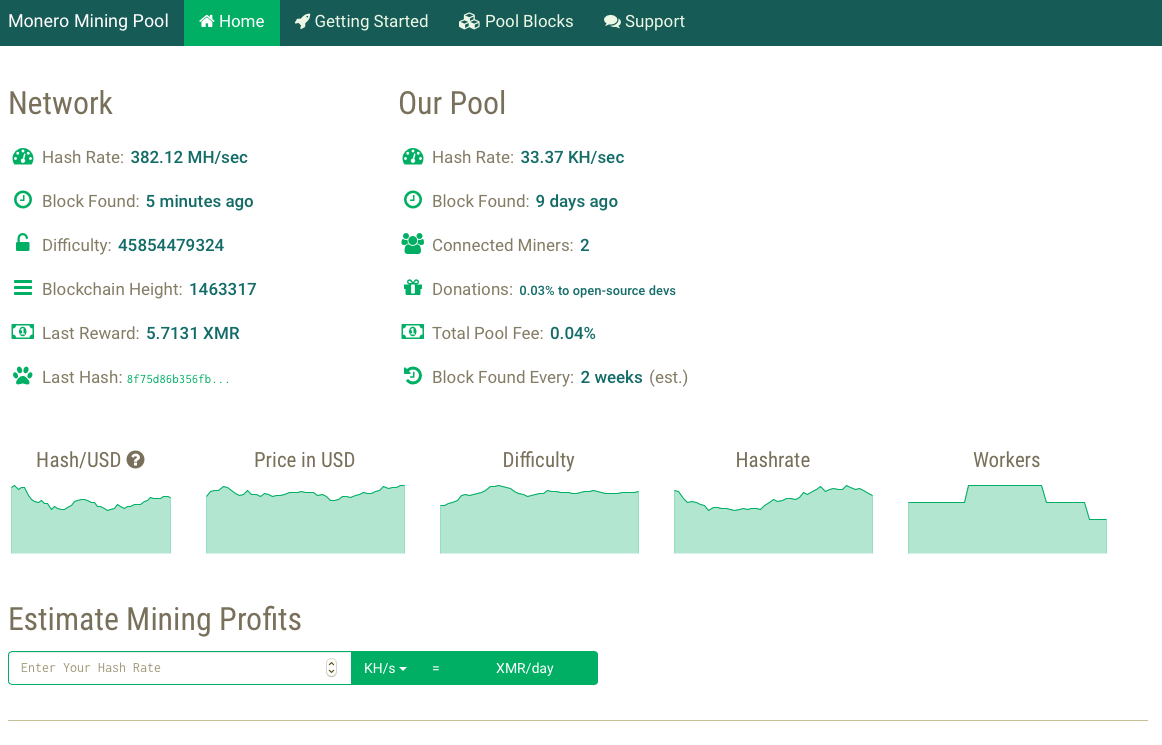 Monero Mining Pool Home Getting Started Pool Blocks Support
Network
Hash Rate: 382.12 MH/sec
Block Found: 5 minutes ago
Difficulty: 45854479324
Blockchain Height: 1463317
Last Reward: 5.7131 XMR
Last Hash: 8f75d86b356fb...
Our Pool
Hash Rate: 33.37 KH/sec
Block Found: 9 days ago
Connected Miners: 2
Donations: 0.03% to open-source devs
Total Pool Fee: 0.04%
Block Found Every: 2 weeks (est.)
Hash/USD ?
Price in USD
Difficulty
Hashrate
Workers
Estimate Mining Profits
Enter Your Hash Rate KH/s = XMR/day